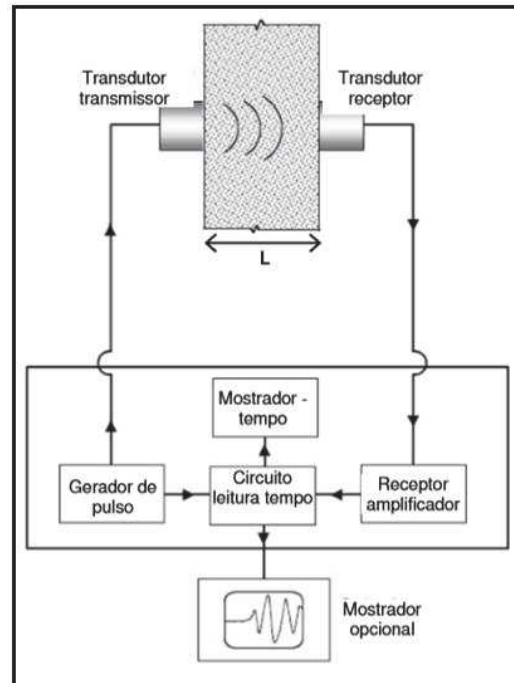 Transdutor
transmissor
Transdutor
receptor
L
Mostrador -
tempo
Gerador de
pulso
Circuito
leitura tempo
Receptor
amplificador
Mostrador
opcional